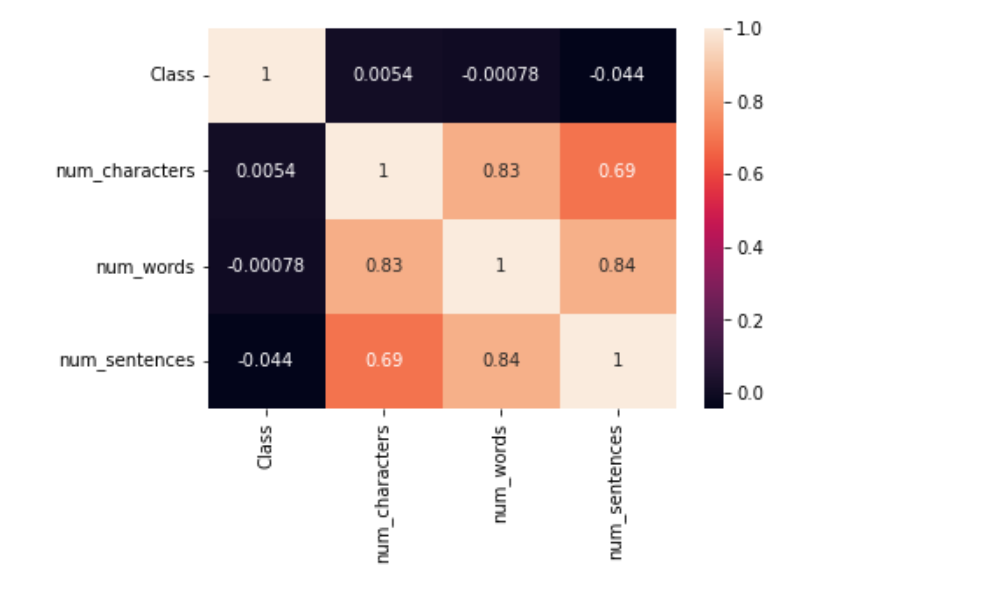 Class 1 0.0054 -0.00078 -0.044
num_characters 0.0054 1 0.83 0.69
num_words -0.00078 0.83 1 0.84
num_sentences -0.044 0.69 0.84 1
Class
num_characters
num_words
num_sentences
1.0
0.8
0.6
0.4
0.2
0.0